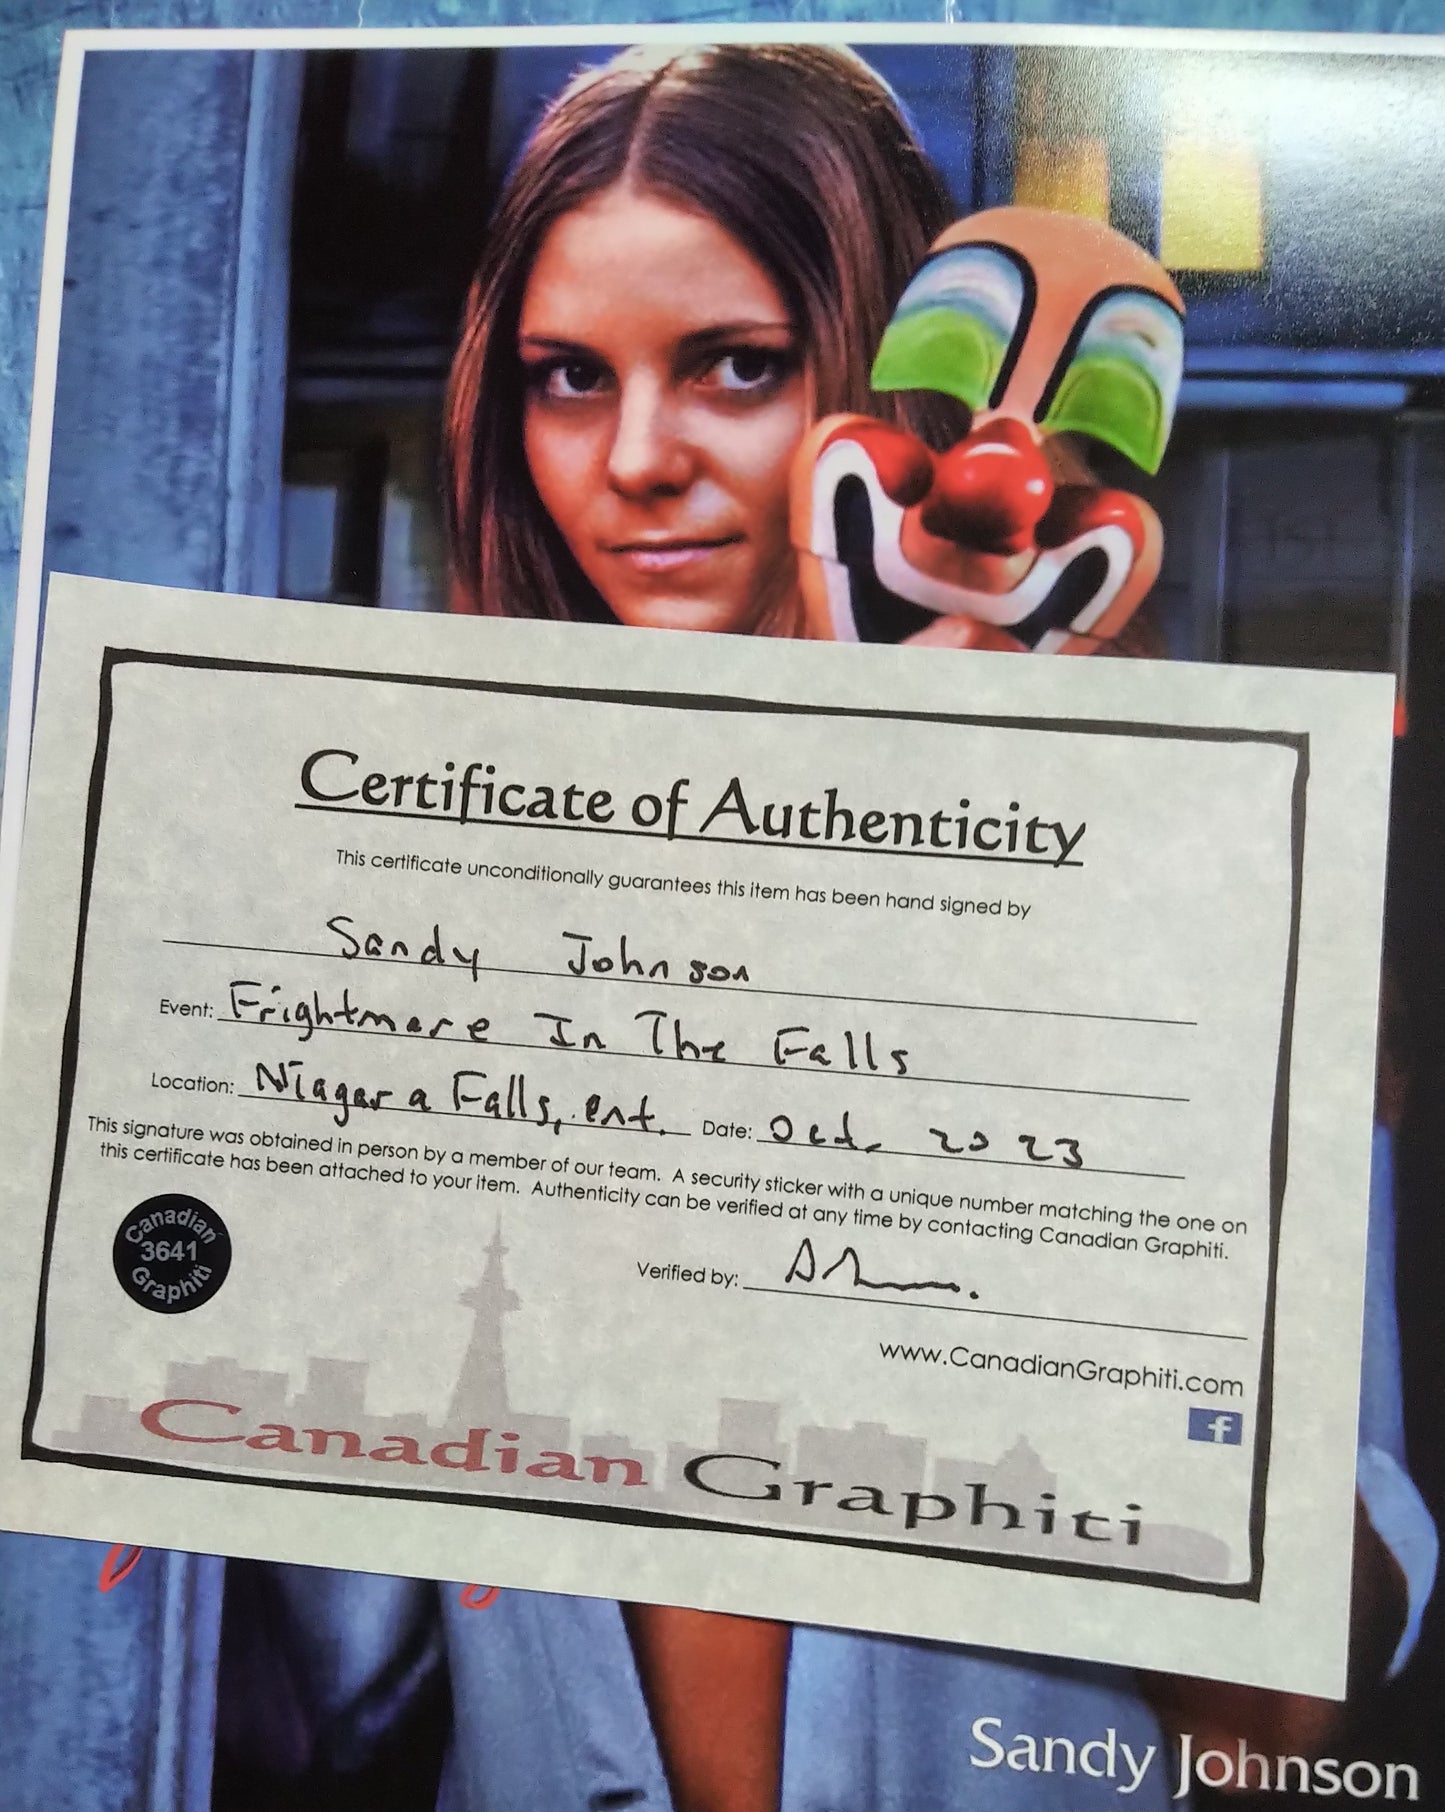 Certificate of Authenticity
This certificate unconditionally guarantees this item has been hand signed by
Sandy Johnson
Event: Frightmare In The Falls
Location: Niagara Falls, ont. Date: Oct. 2023
This signature was obtained in person by a member of our team. A security sticker with a unique number matching the one on
this certificate has been attached to your item. Authenticity can be verified at any time by contacting Canadian Graphiti.
Canadian
3641
Graphiti
Verified by:
www.CanadianGraphiti.com
f
Canadian Graphiti
Sandy Johnson